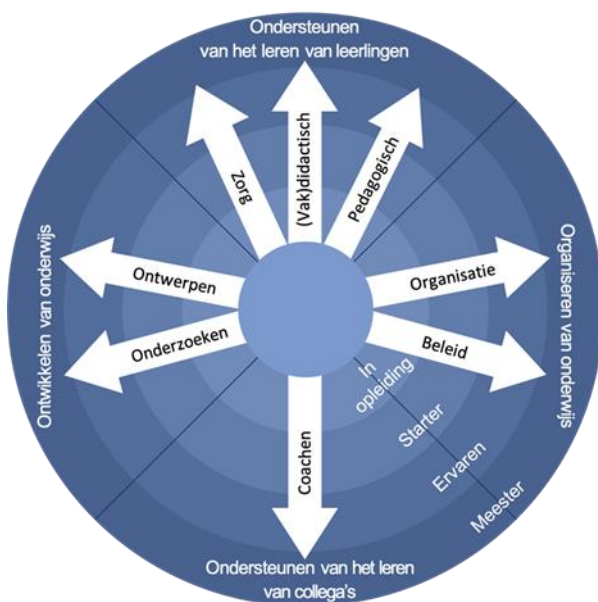 Ondersteunen
van het leren van leerlingen
Zorg
(Vak)didactisch
Pedagogisch
Ontwikkelen van onderwijs
Ontwerpen
Onderzoeken
Organisatie
Beleid
Organiseren van onderwijs
In
opleiding
Starter
Ervaren
Meester
Coachen
Ondersteunen van het leren
van collega's